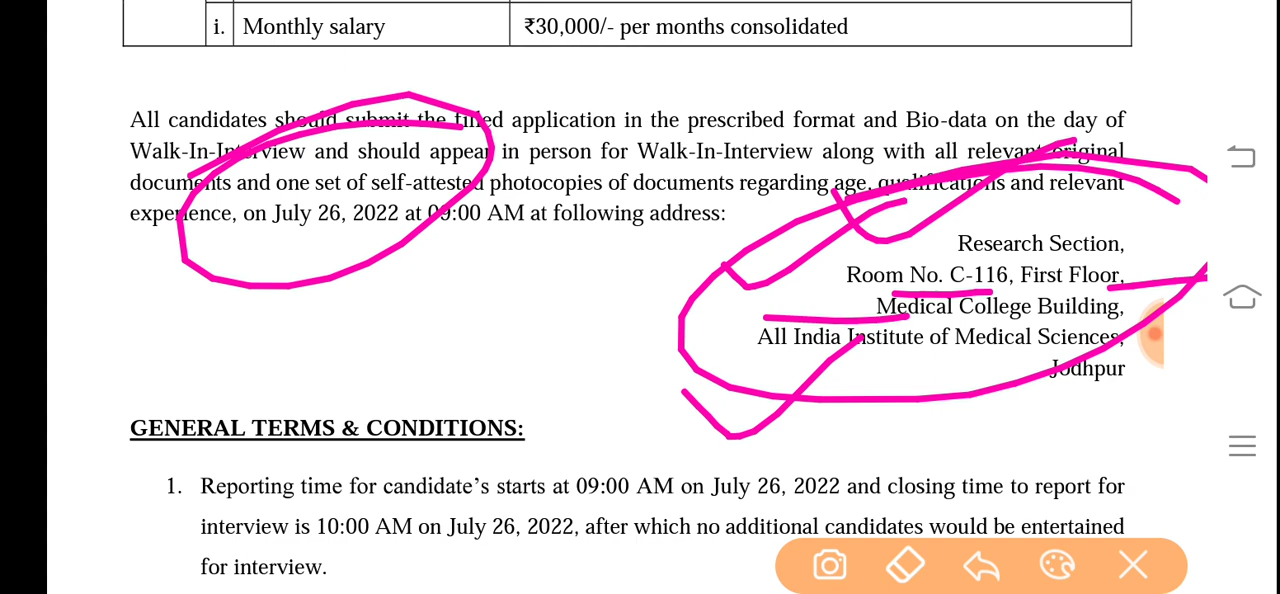 i. Monthly salary ₹30,000/- per months consolidated
All candidates should submit the filled application in the prescribed format and Bio-data on the day of
Walk-In-Interview and should appear in person for Walk-In-Interview along with all relevant original
documents and one set of self-attested photocopies of documents regarding age, qualifications and relevant
experience, on July 26, 2022 at 09:00 AM at following address:
Research Section,
Room No. C-116, First Floor,
Medical College Building,
All India Institute of Medical Sciences,
Jodhpur
GENERAL TERMS & CONDITIONS:
1. Reporting time for candidate’s starts at 09:00 AM on July 26, 2022 and closing time to report for
interview is 10:00 AM on July 26, 2022, after which no additional candidates would be entertained
for interview.